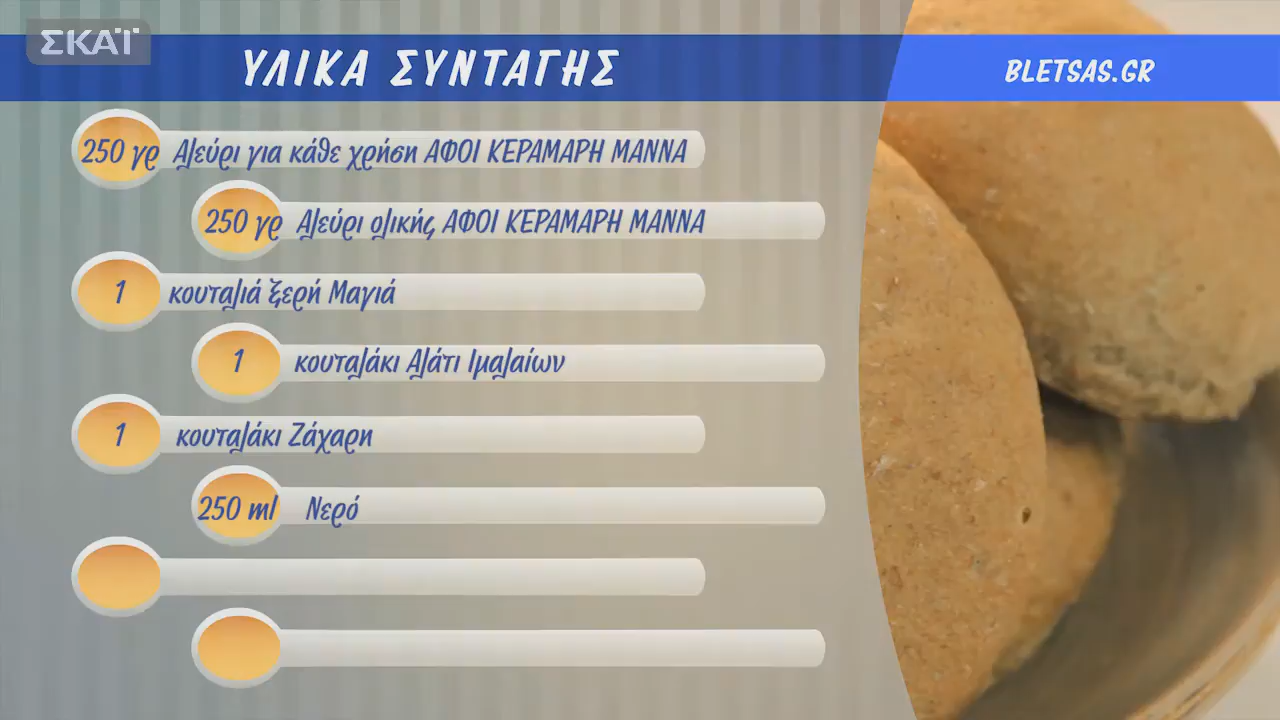 ΣΚΑΪ
ΥΛΙΚΑ ΣΥΝΤΑΓΗΣ
BLETSAS.GR
250 γρ Αλεύρι για κάθε χρήση ΑΦΟΙ ΚΕΡΑΜΑΡΗ ΜΑΝΝΑ
250 γρ Αλεύρι ολικής ΑΦΟΙ ΚΕΡΑΜΑΡΗ ΜΑΝΝΑ
1 κουταλιά ξερή Μαγιά
1 κουταλάκι Αλάτι Ιμαλαίων
1 κουταλάκι Ζάχαρη
250 ml Νερό